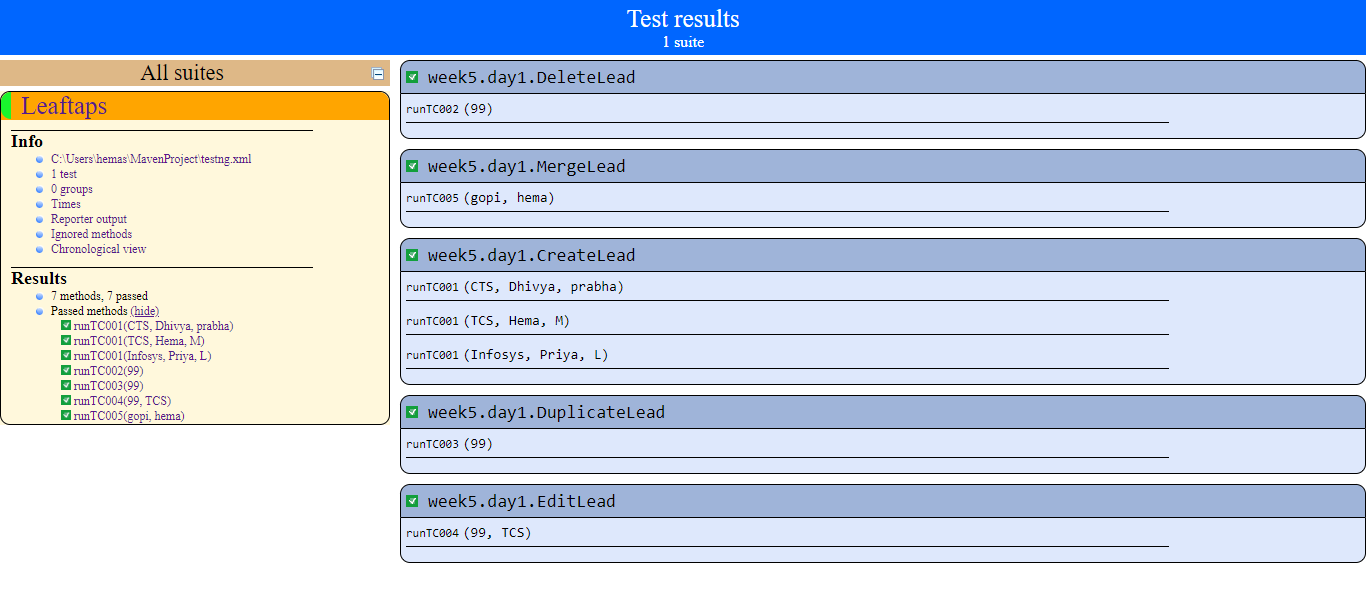 Test results
1 suite
All suites
Leaftaps
Info
C:\Users\hemas\MavenProject\testng.xml
1 test
0 groups
Times
Reporter output
Ignored methods
Chronological view
Results
7 methods, 7 passed
Passed methods (hide)
runTC001(CTS, Dhivya, prabha)
runTC001(TCS, Hema, M)
runTC001(Infosys, Priya, L)
runTC002(99)
runTC003(99)
runTC004(99, TCS)
runTC005(gopi, hema)
week5.day1.DeleteLead
runTC002 (99)
week5.day1.MergeLead
runTC005 (gopi, hema)
week5.day1.CreateLead
runTC001 (CTS, Dhivya, prabha)
runTC001 (TCS, Hema, M)
runTC001 (Infosys, Priya, L)
week5.day1.DuplicateLead
runTC003 (99)
week5.day1.EditLead
runTC004 (99, TCS)